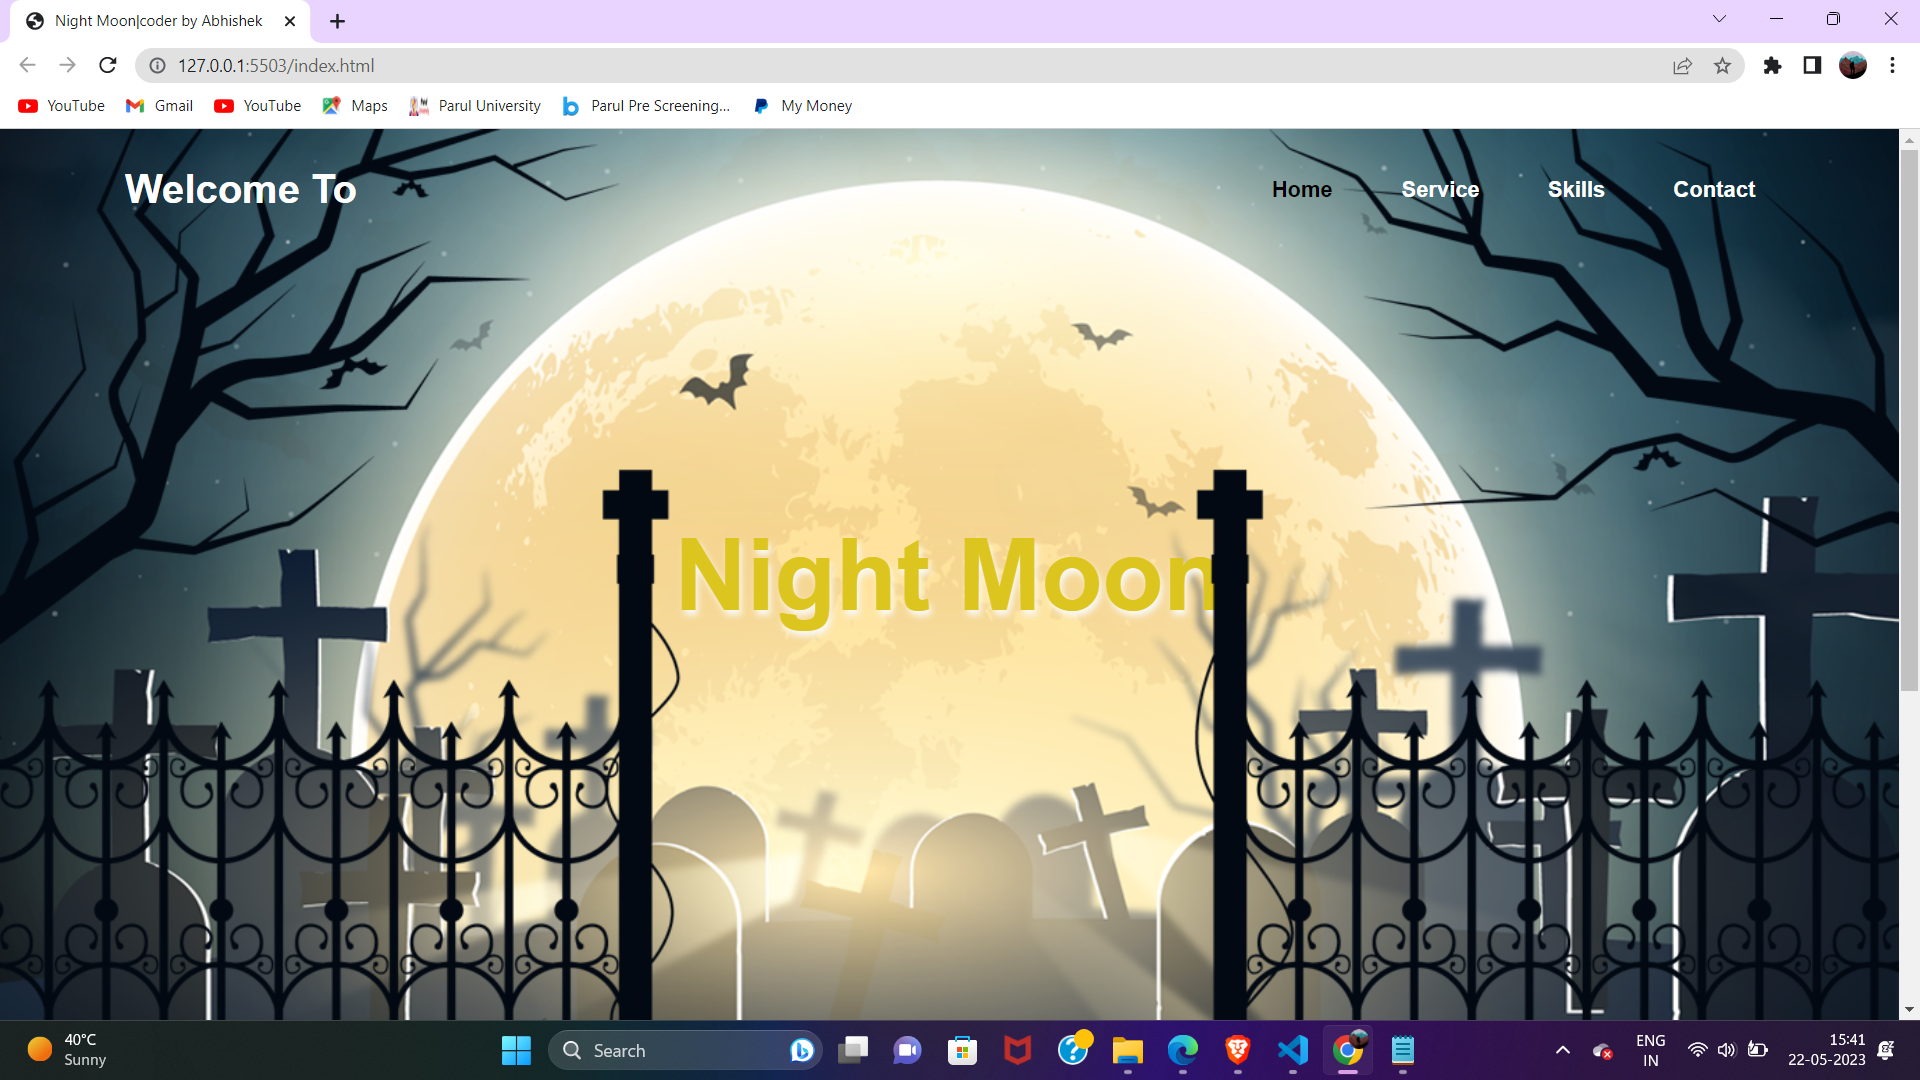 Night Moon|coder by Abhishek
127.0.0.1:5503/index.html
YouTube Gmail YouTube Maps Parul University Parul Pre Screening... My Money
Welcome To
Home Service Skills Contact
Night Moon
40°C
Sunny
Search
ENG
IN
15:41
22-05-2023